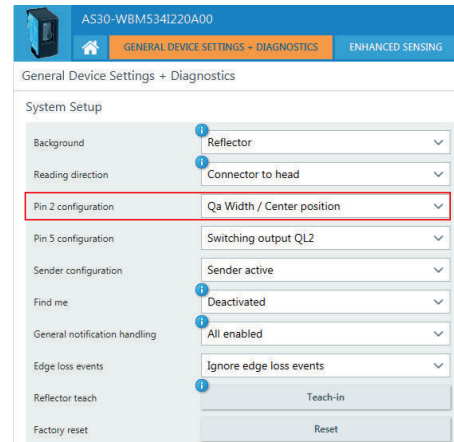 AS30-WBM534I220A00
GENERAL DEVICE SETTINGS + DIAGNOSTICS ENHANCED SENSING
General Device Settings + Diagnostics
System Setup
Background Reflector
Reading direction Connector to head
Pin 2 configuration Qa Width / Center position
Pin 5 configuration Switching output QL2
Sender configuration Sender active
Find me Deactivated
General notification handling All enabled
Edge loss events Ignore edge loss events
Reflector teach Teach-in
Factory reset Reset